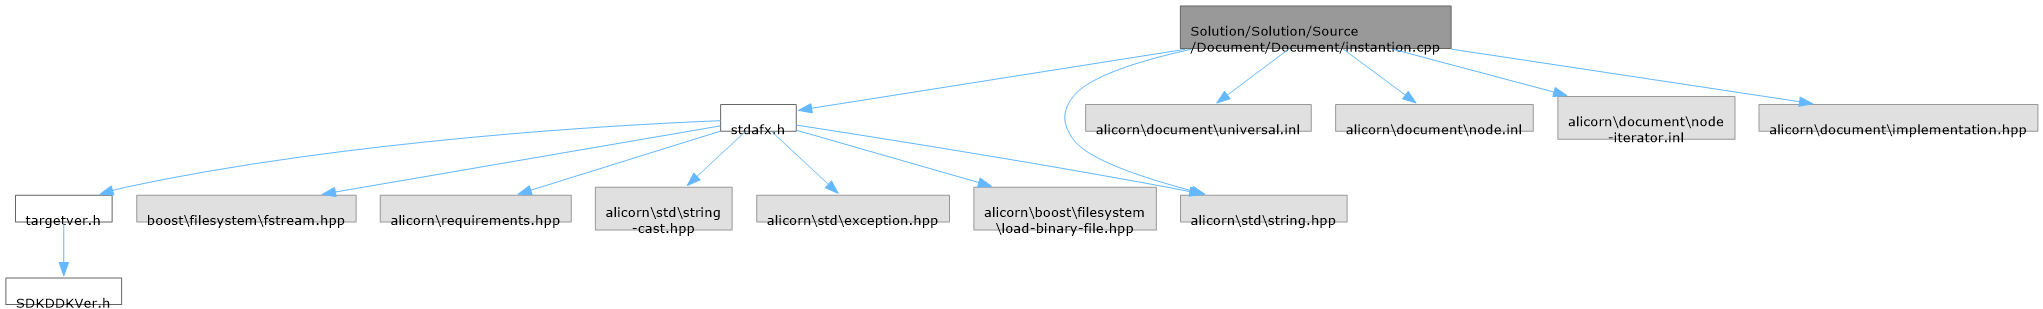 Solution/Solution/Source
/Document/Document/instantion.cpp
stdafx.h
alicorn\document\universal.inl
alicorn\document\node.inl
alicorn\document\node
-iterator.inl
alicorn\document\implementation.hpp
targetver.h
boost\filesystem\fstream.hpp
alicorn\requirements.hpp
alicorn\std\string
-cast.hpp
alicorn\std\exception.hpp
alicorn\boost\filesystem
\load-binary-file.hpp
alicorn\std\string.hpp
SDKDDKVer.h